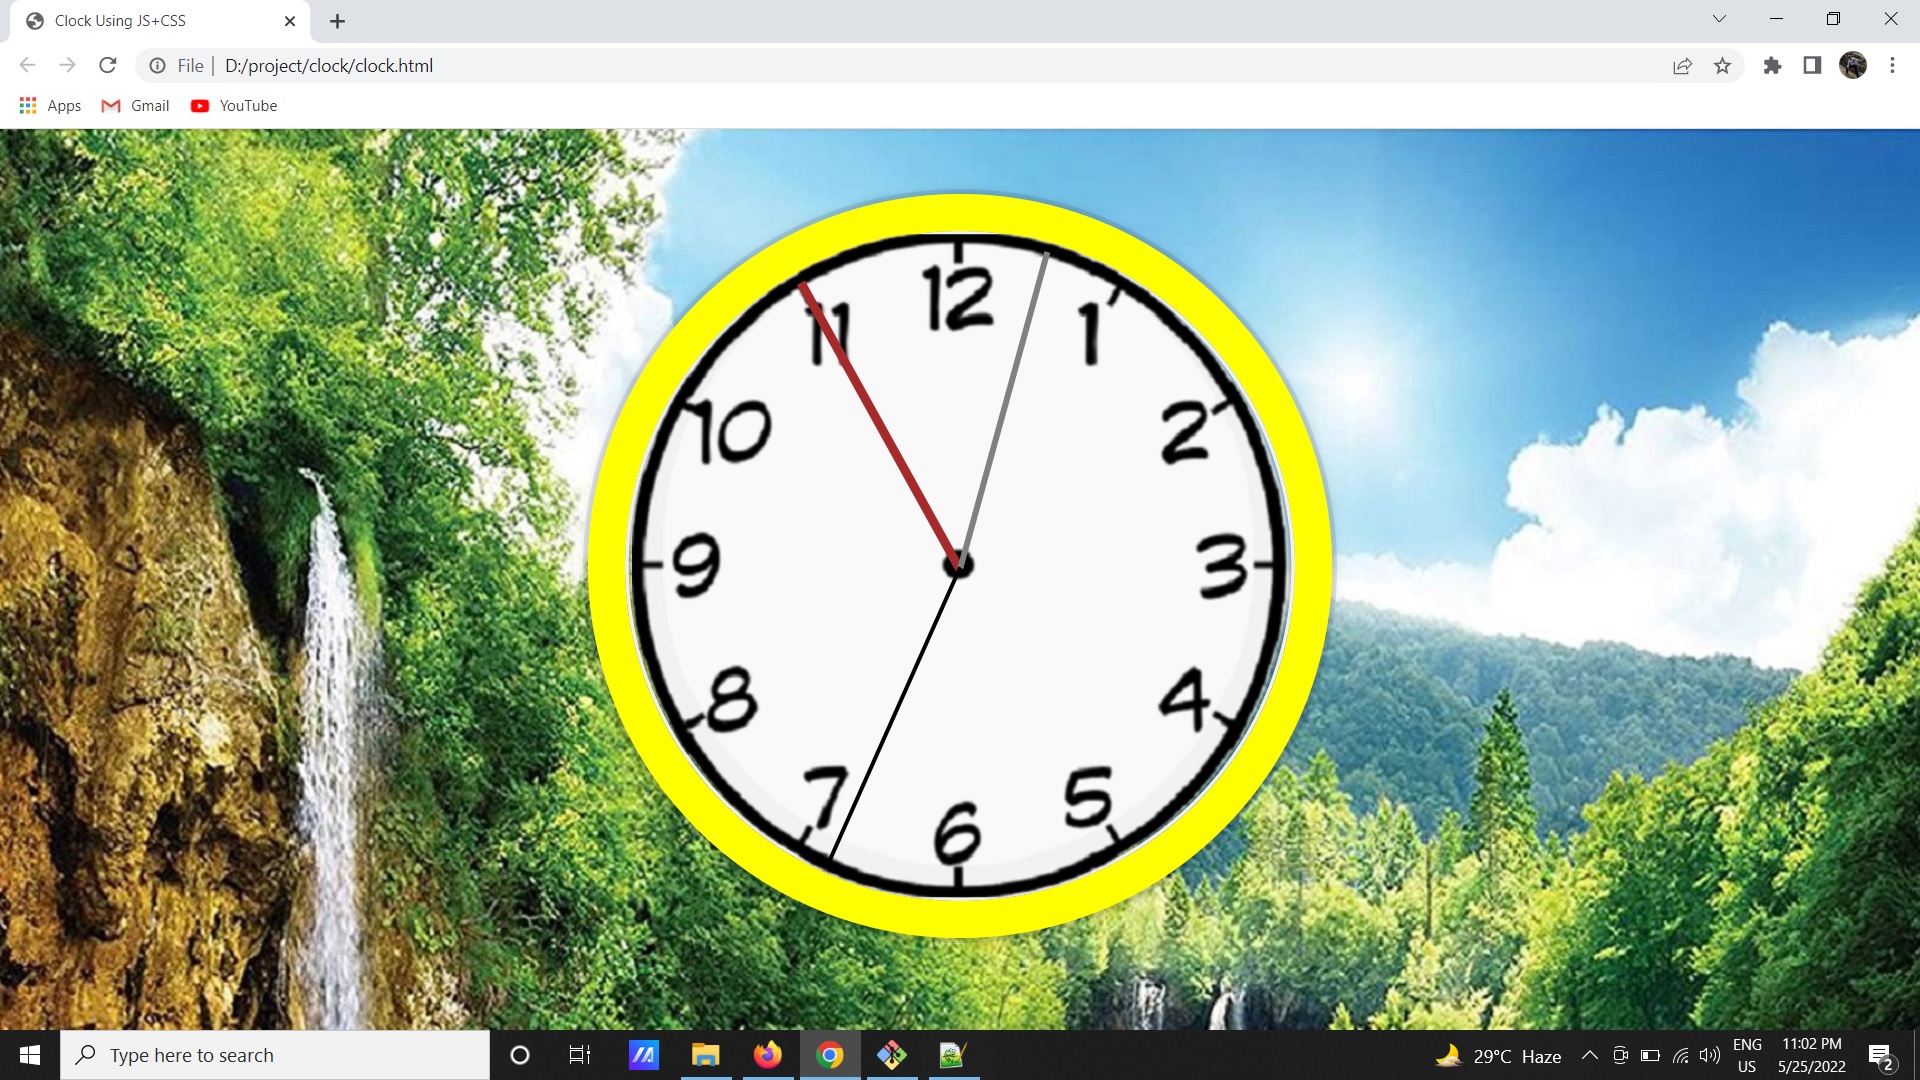 Clock Using JS+CSS
File | D:/project/clock/clock.html
Apps Gmail YouTube
12
11 1
10 2
9 3
8 4
7 5
6
Type here to search
29°C Haze
ENG
US
11:02 PM
5/25/2022
2